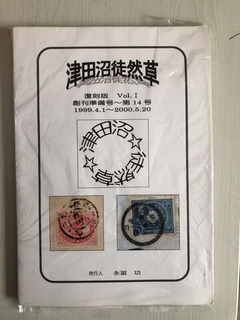 津田沼徒然草
復刻版 Vol.Ⅰ
創刊準備号～第14号
1999.4.1～2000.5.20
津田沼☆徒然草☆
発行人 永冨 功